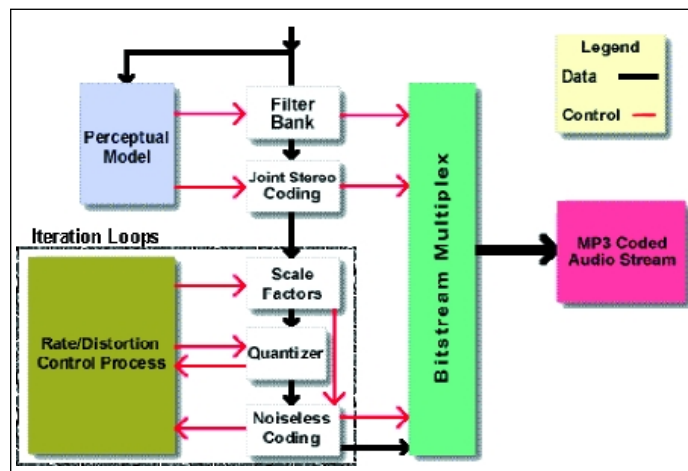 Legend
Data
Control
Filter
Bank
Perceptual
Model
Joint Stereo
Coding
Bitstream Multiplex
MP3 Coded
Audio Stream
Iteration Loops
Scale
Factors
Rate/Distortion
Control Process
Quantizer
Noiseless
Coding